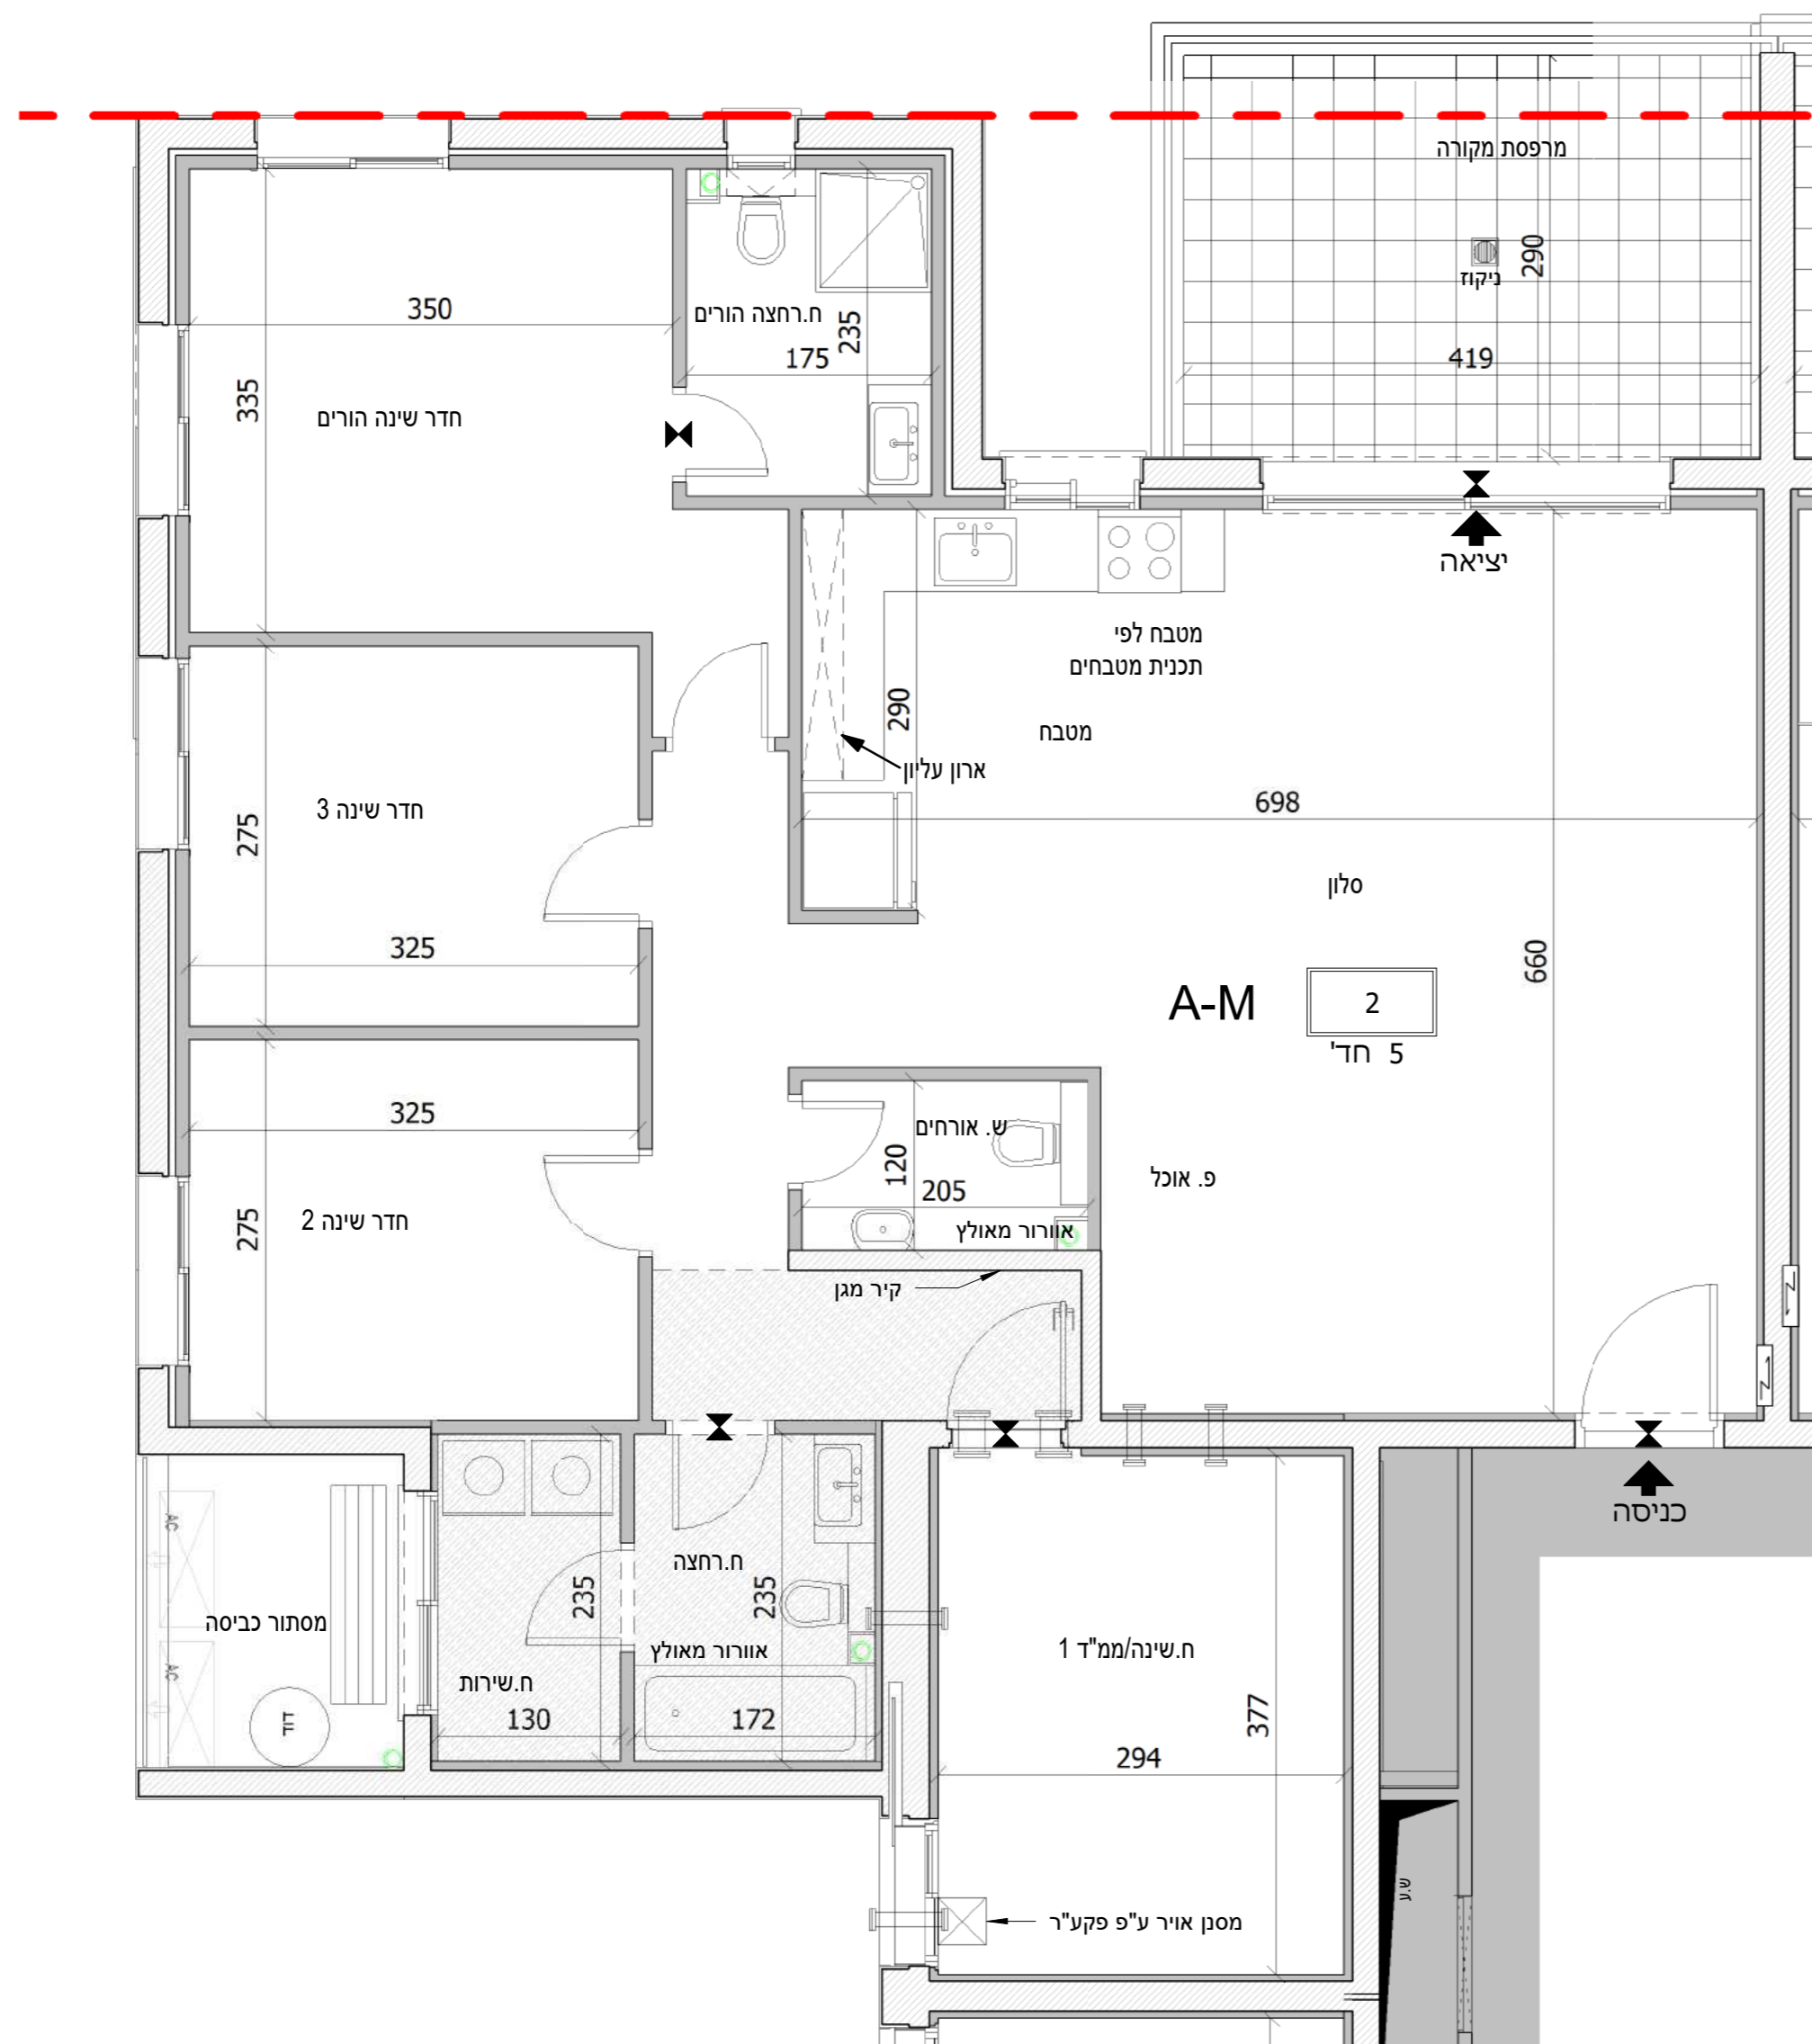 מרפסת מקורה
290
ניקוז
419
350
ח.רחצה הורים
235
175
335
חדר שינה הורים
יציאה
מטבח לפי
תכנית מטבחים
290
מטבח
ארון עליון
698
חדר שינה 3
275
סלון
325
660
A-M
2
5 חד'
325
ש. אורחים
120
205
פ. אוכל
חדר שינה 2
275
אוורור מאולץ
קיר מגן
כניסה
AC
ח.רחצה
235
235
מסתור כביסה
אוורור מאולץ
ח.שינה/ממ"ד 1
AC
ח.שירות
130
172
377
דוד
294
ש.ע
מסנן אויר ע"פ פקע"ר